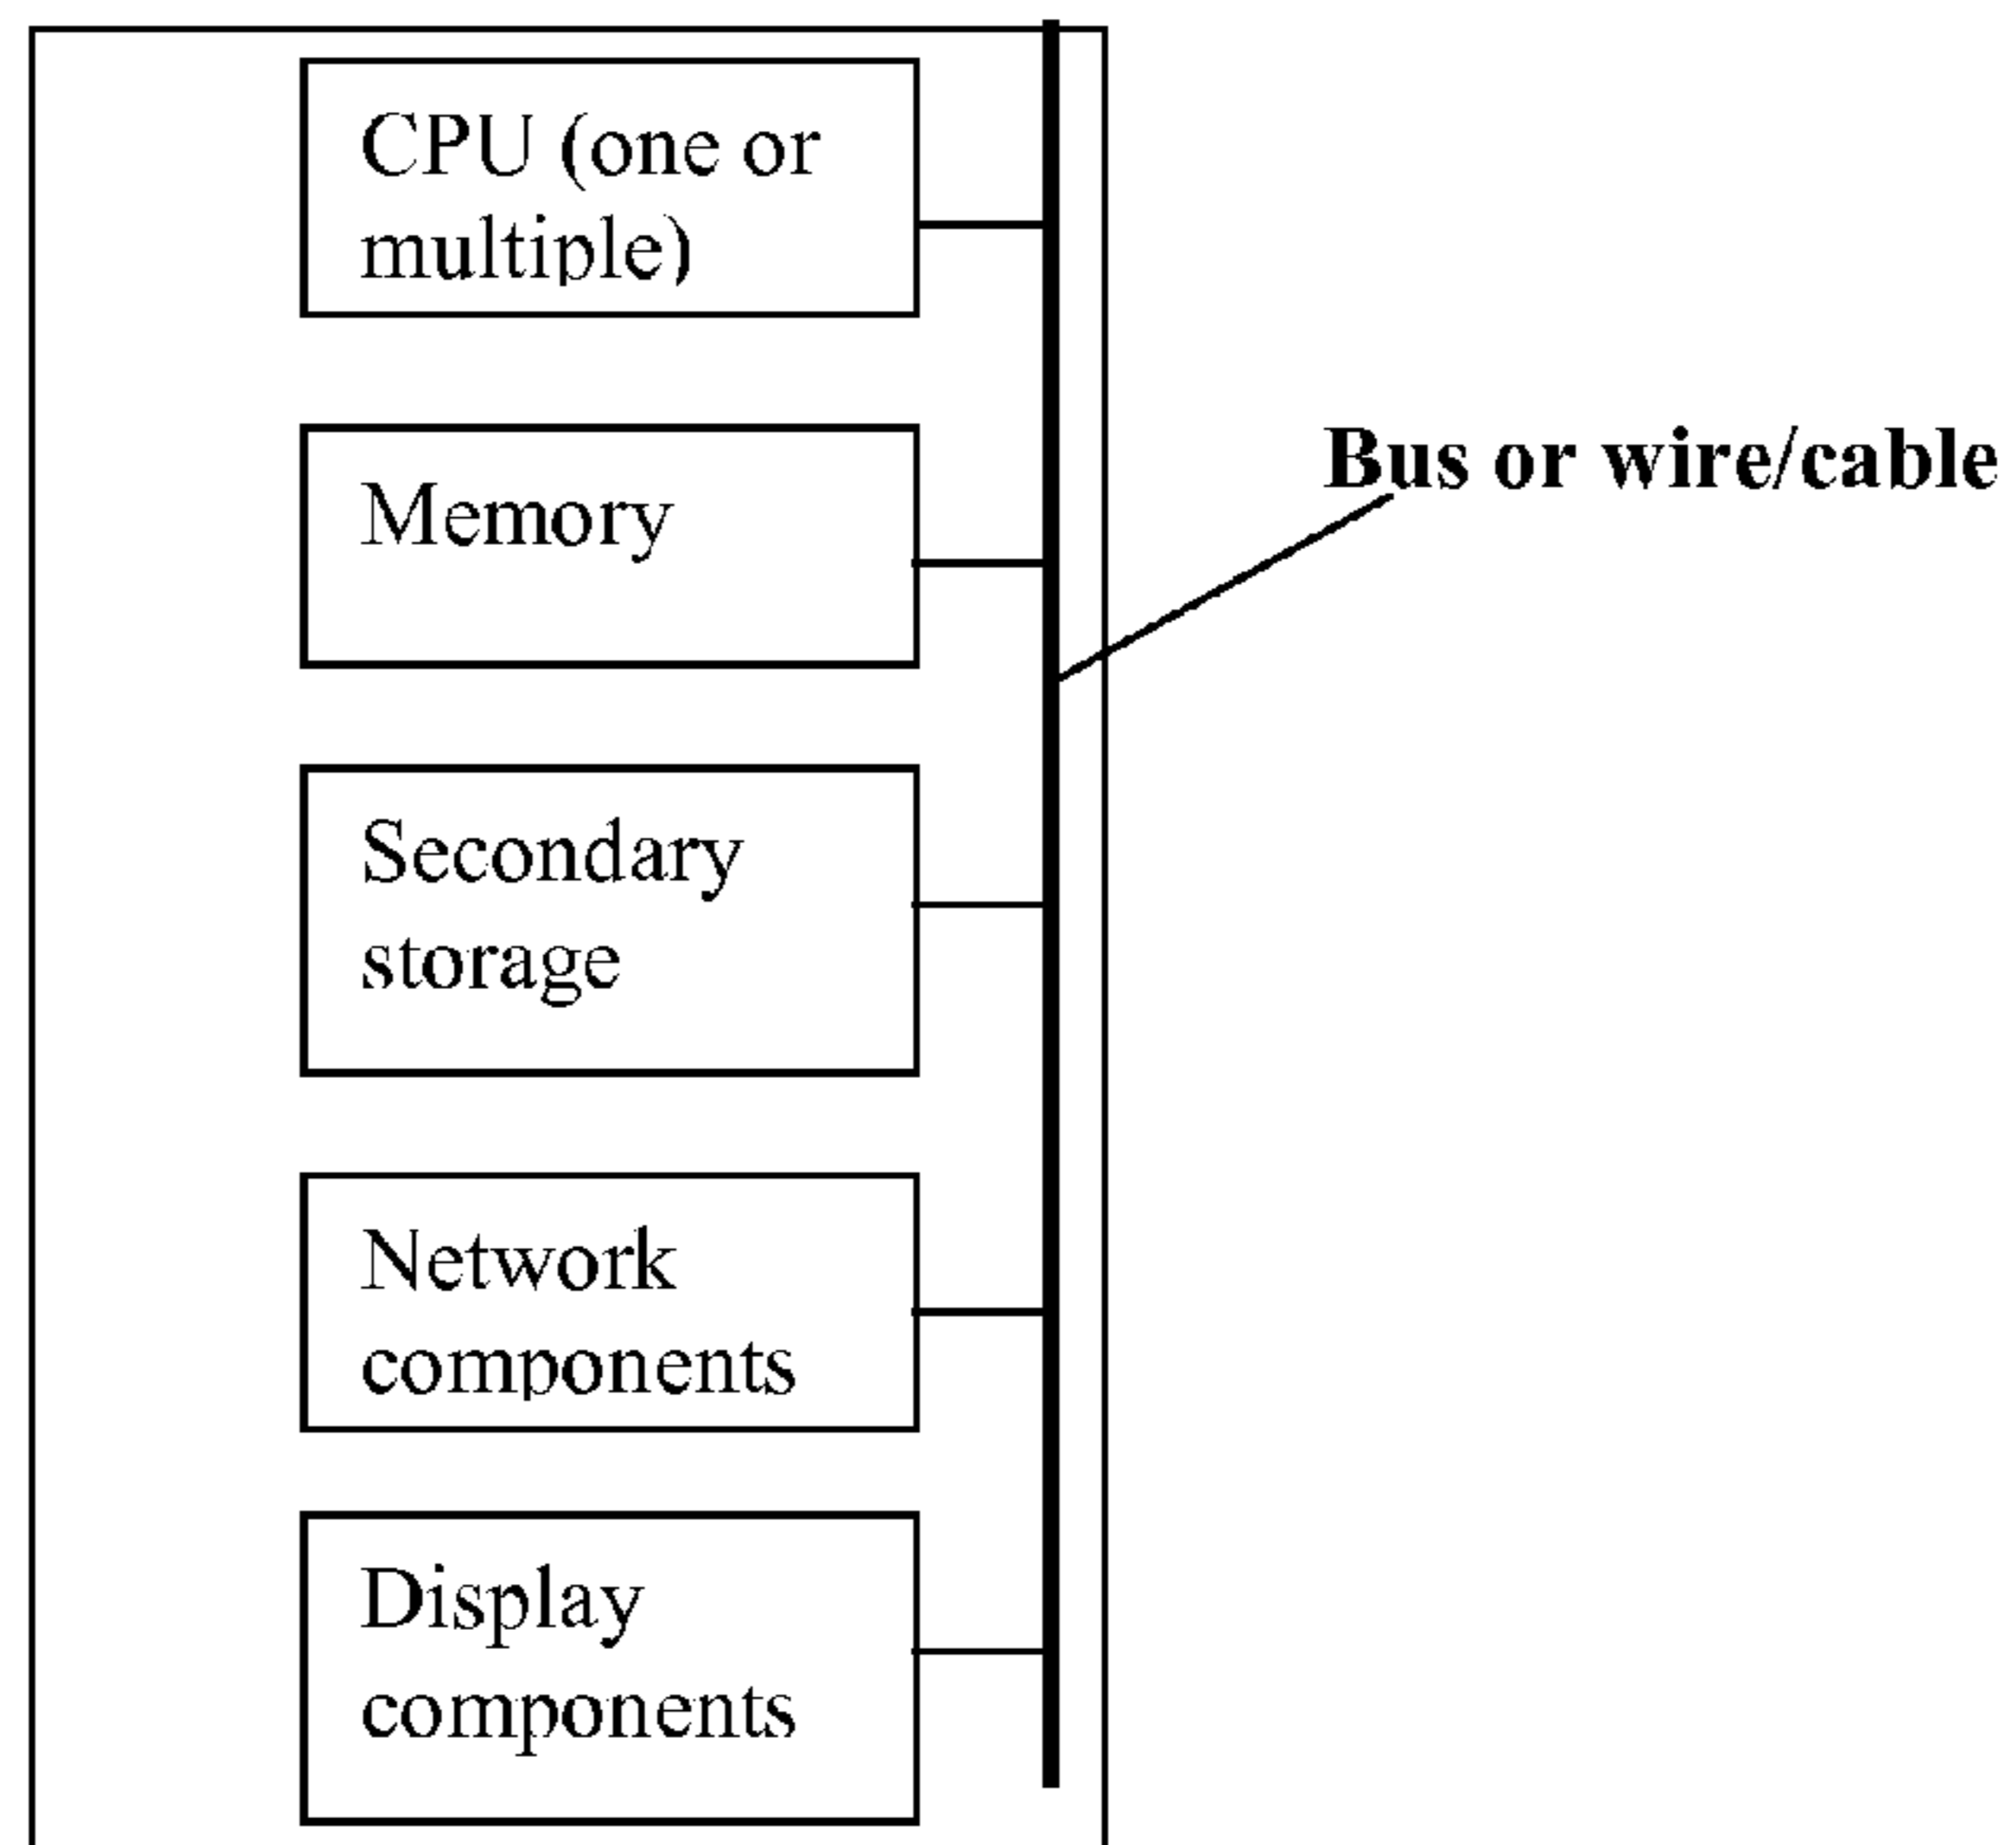 CPU (one or
multiple)
Memory
Bus or wire/cable
Secondary
storage
Network
components
Display
components